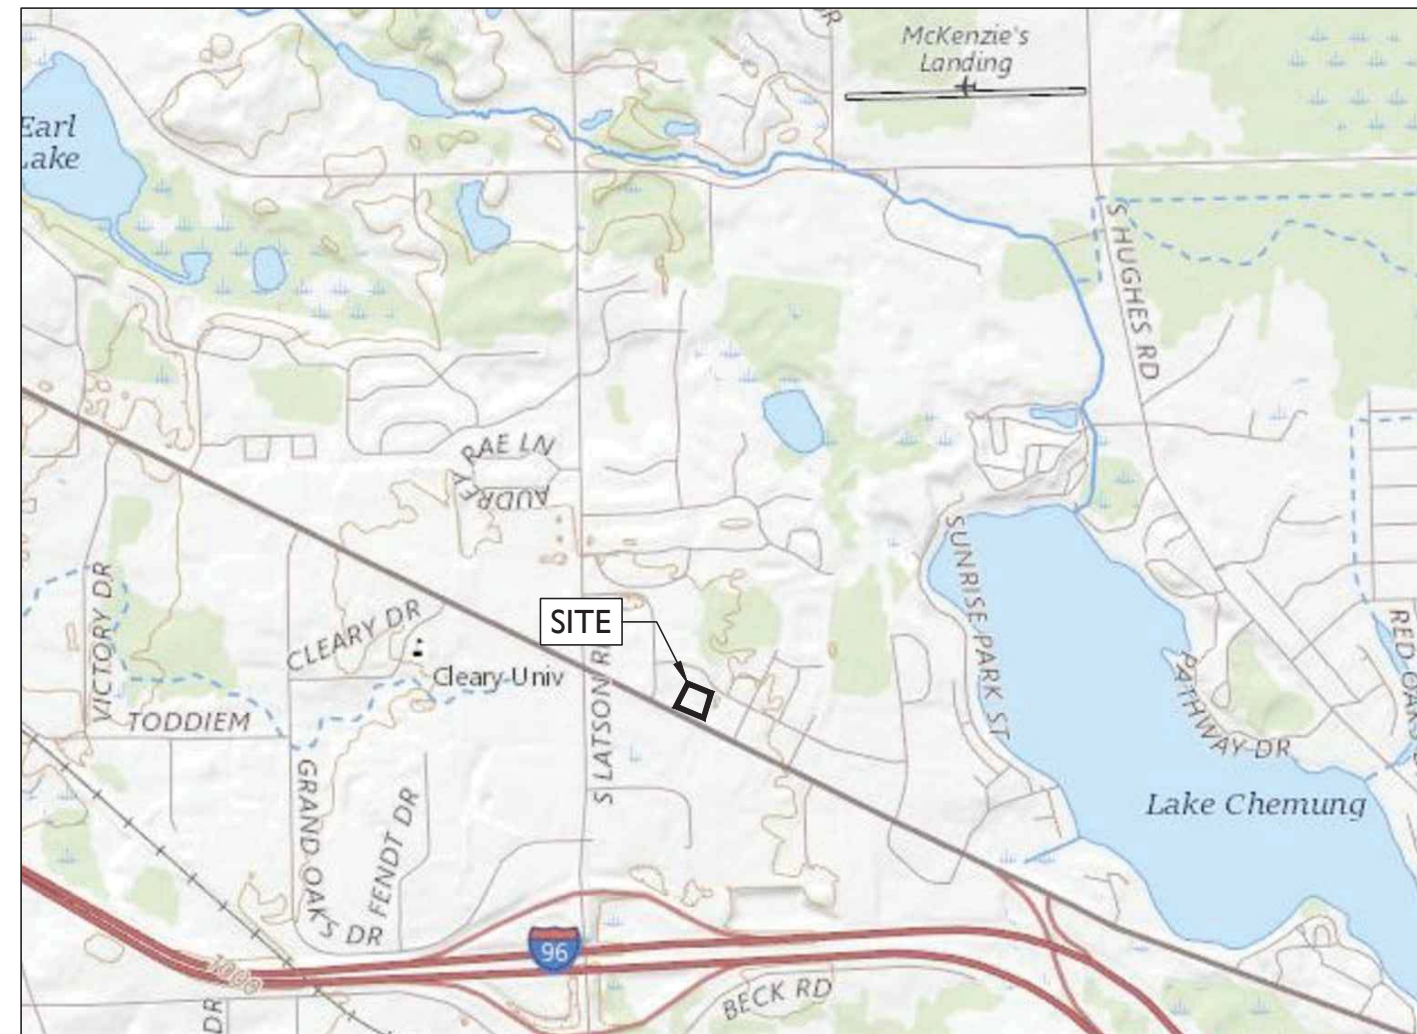 McKenzie's
Landing
Earl
Lake
S HUGHES RD
RAE LN
AUDREY
SUNRISE PARK ST
VICTORY DR
CLEARY DR
SITE
Cleary Univ
S LATSON R
RED OAKS
PATHWAY DR
TODDIEM
GRAND OAKS DR
FENDT DR
Lake Chemung
96
1000
BECK RD
DR